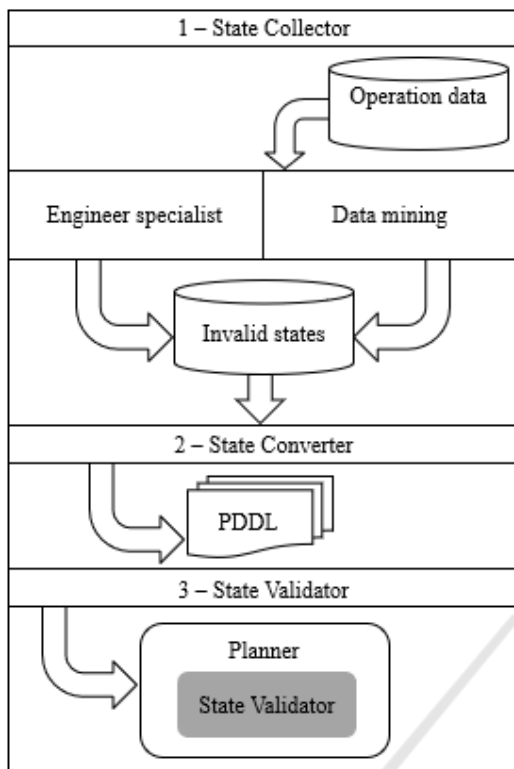 1 – State Collector
Operation data
Engineer specialist
Data mining
Invalid states
2 – State Converter
PDDL
3 – State Validator
Planner
State Validator